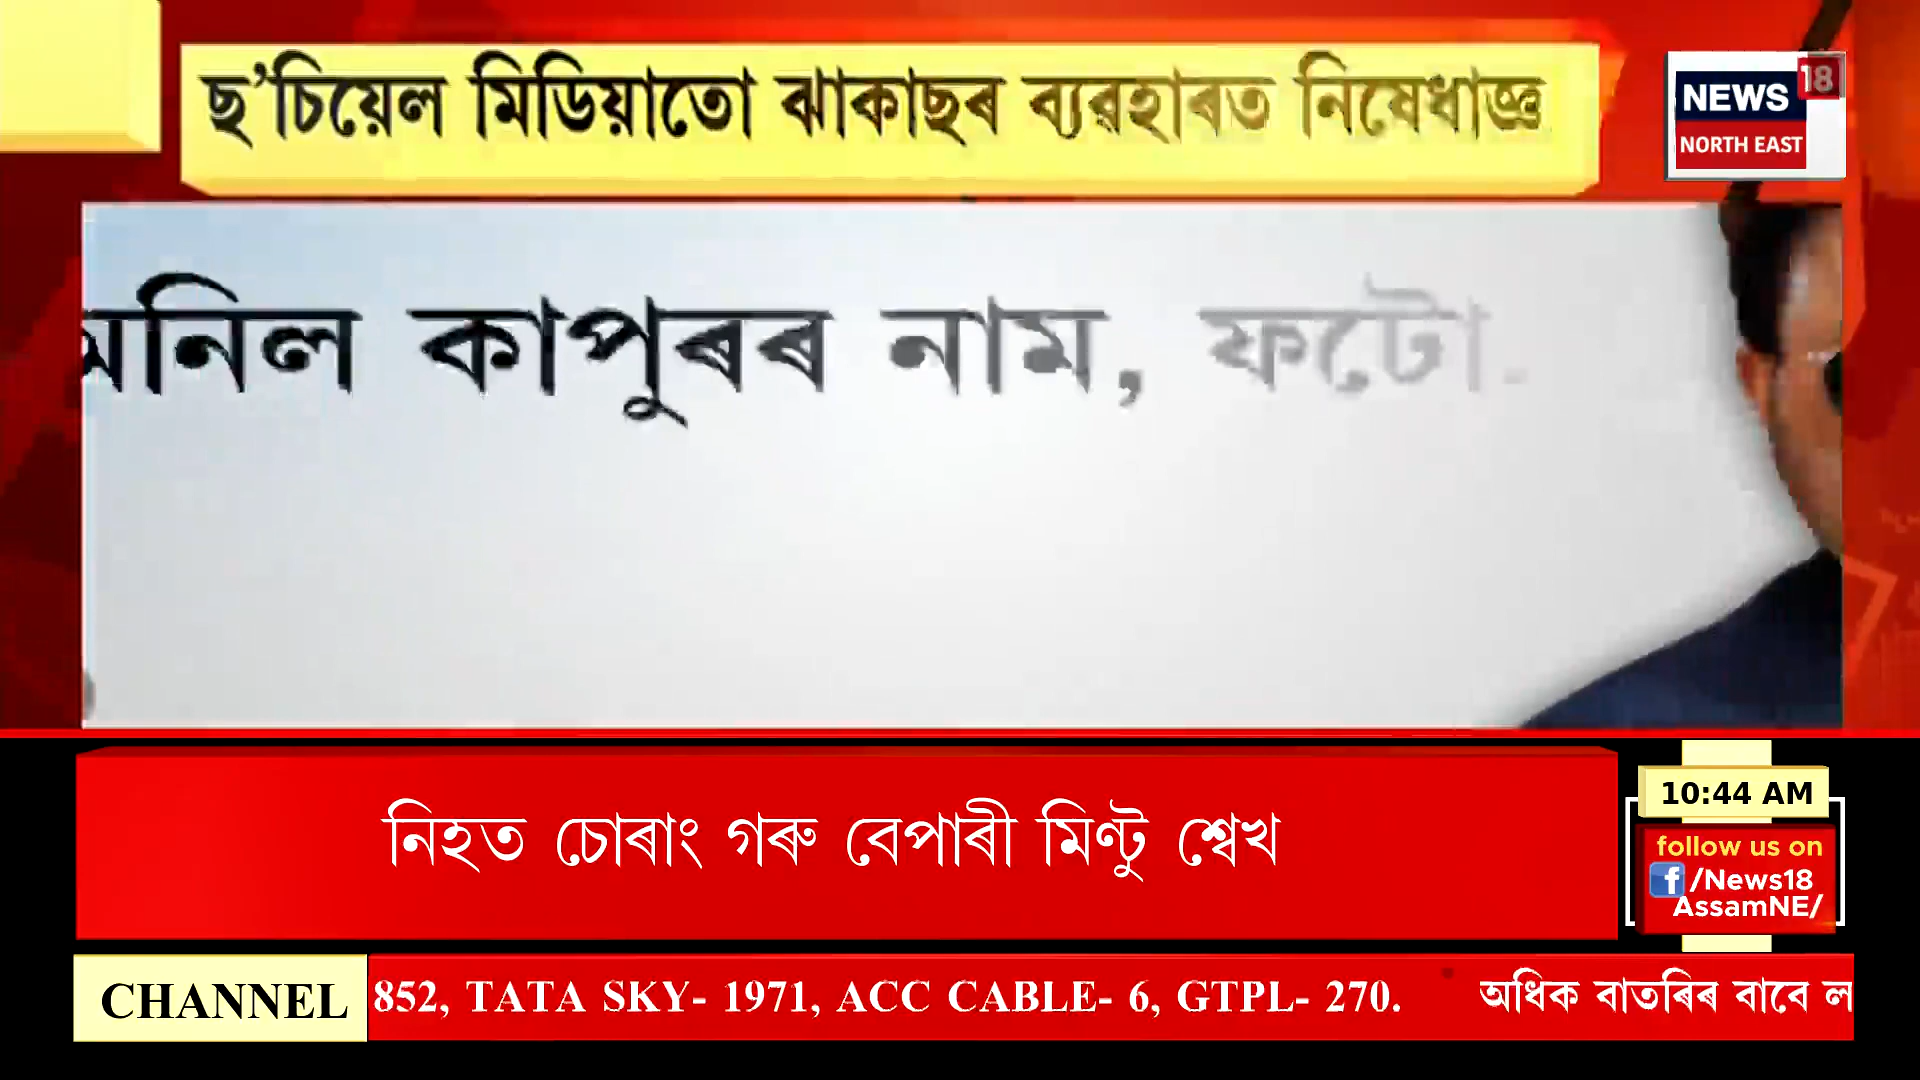 ছ'চিয়েল মিডিয়াতো ঝাকাছৰ ব্যৱহাৰত নিষেধাজ্ঞ
NEWS 18
NORTH EAST
অনিল কাপুৰৰ নাম, ফটো
নিহত চোৰাং গৰু বেপাৰী মিণ্টু শ্বেখ
10:44 AM
follow us on
f /News18
AssamNE/
CHANNEL 852, TATA SKY- 1971, ACC CABLE- 6, GTPL- 270. অধিক বাতৰিৰ বাবে ল